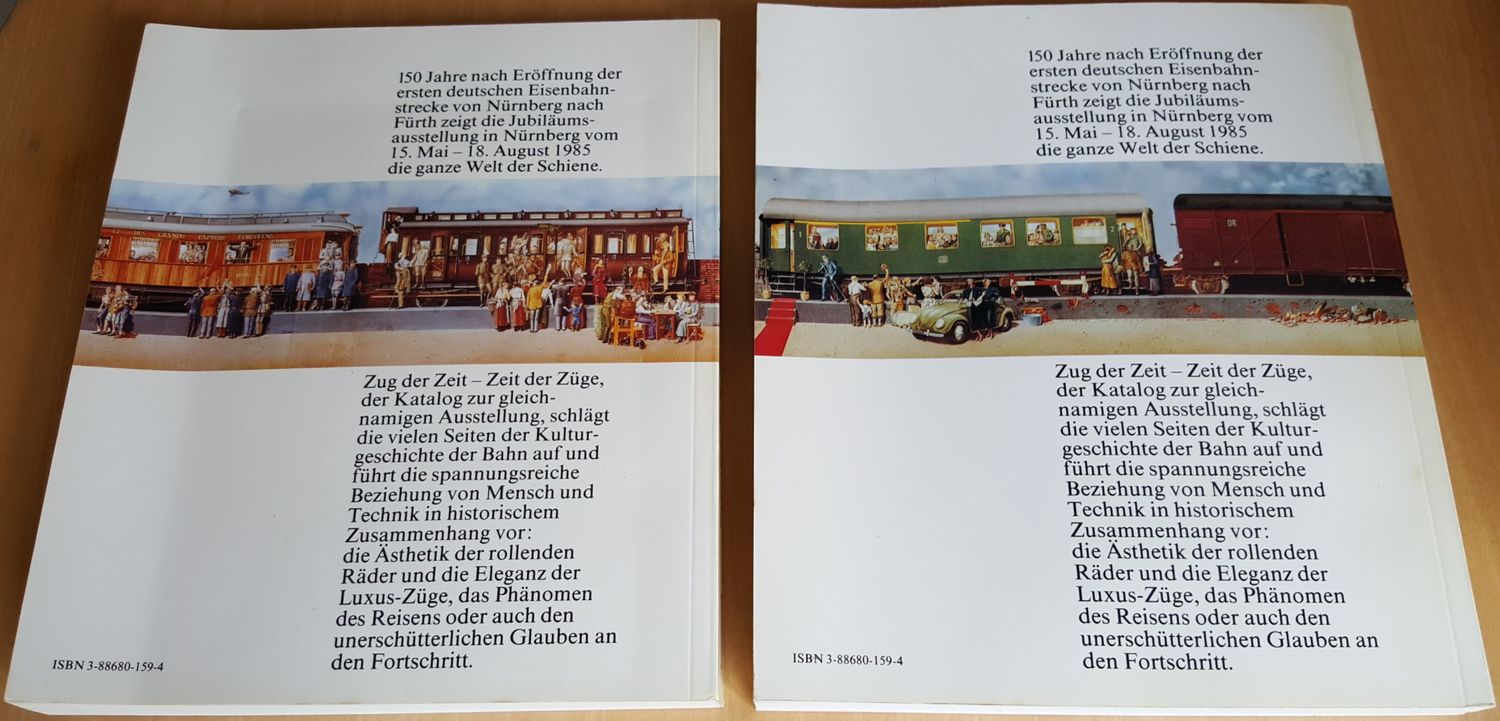 150 Jahre nach Eröffnung der
ersten deutschen Eisenbahn-
strecke von Nürnberg nach
Fürth zeigt die Jubiläums-
ausstellung in Nürnberg vom
15. Mai – 18. August 1985
die ganze Welt der Schiene.
GRANDS EXPRESS EUROPÉENS
Zug der Zeit – Zeit der Züge,
der Katalog zur gleich-
namigen Ausstellung, schlägt
die vielen Seiten der Kultur-
geschichte der Bahn auf und
führt die spannungsreiche
Beziehung von Mensch und
Technik in historischem
Zusammenhang vor:
die Ästhetik der rollenden
Räder und die Eleganz der
Luxus-Züge, das Phänomen
des Reisens oder auch den
unerschütterlichen Glauben an
den Fortschritt.
ISBN 3-88680-159-4
150 Jahre nach Eröffnung der
ersten deutschen Eisenbahn-
strecke von Nürnberg nach
Fürth zeigt die Jubiläums-
ausstellung in Nürnberg vom
15. Mai – 18. August 1985
die ganze Welt der Schiene.
1
2
DR
Zug der Zeit – Zeit der Züge,
der Katalog zur gleich-
namigen Ausstellung, schlägt
die vielen Seiten der Kultur-
geschichte der Bahn auf und
führt die spannungsreiche
Beziehung von Mensch und
Technik in historischem
Zusammenhang vor:
die Ästhetik der rollenden
Räder und die Eleganz der
Luxus-Züge, das Phänomen
des Reisens oder auch den
unerschütterlichen Glauben an
den Fortschritt.
ISBN 3-88680-159-4